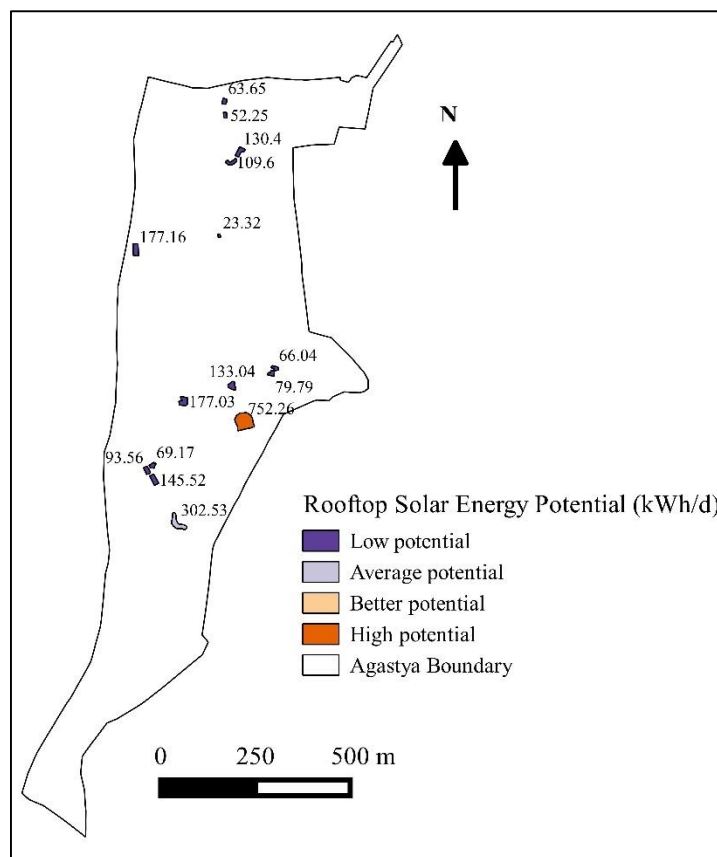 63.65
52.25
N
130.4
109.6
23.32
177.16
66.04
133.04
79.79
177.03
752.26
69.17
93.56
145.52
302.53
Rooftop Solar Energy Potential (kWh/d)
Low potential
Average potential
Better potential
High potential
Agastya Boundary
0 250 500 m